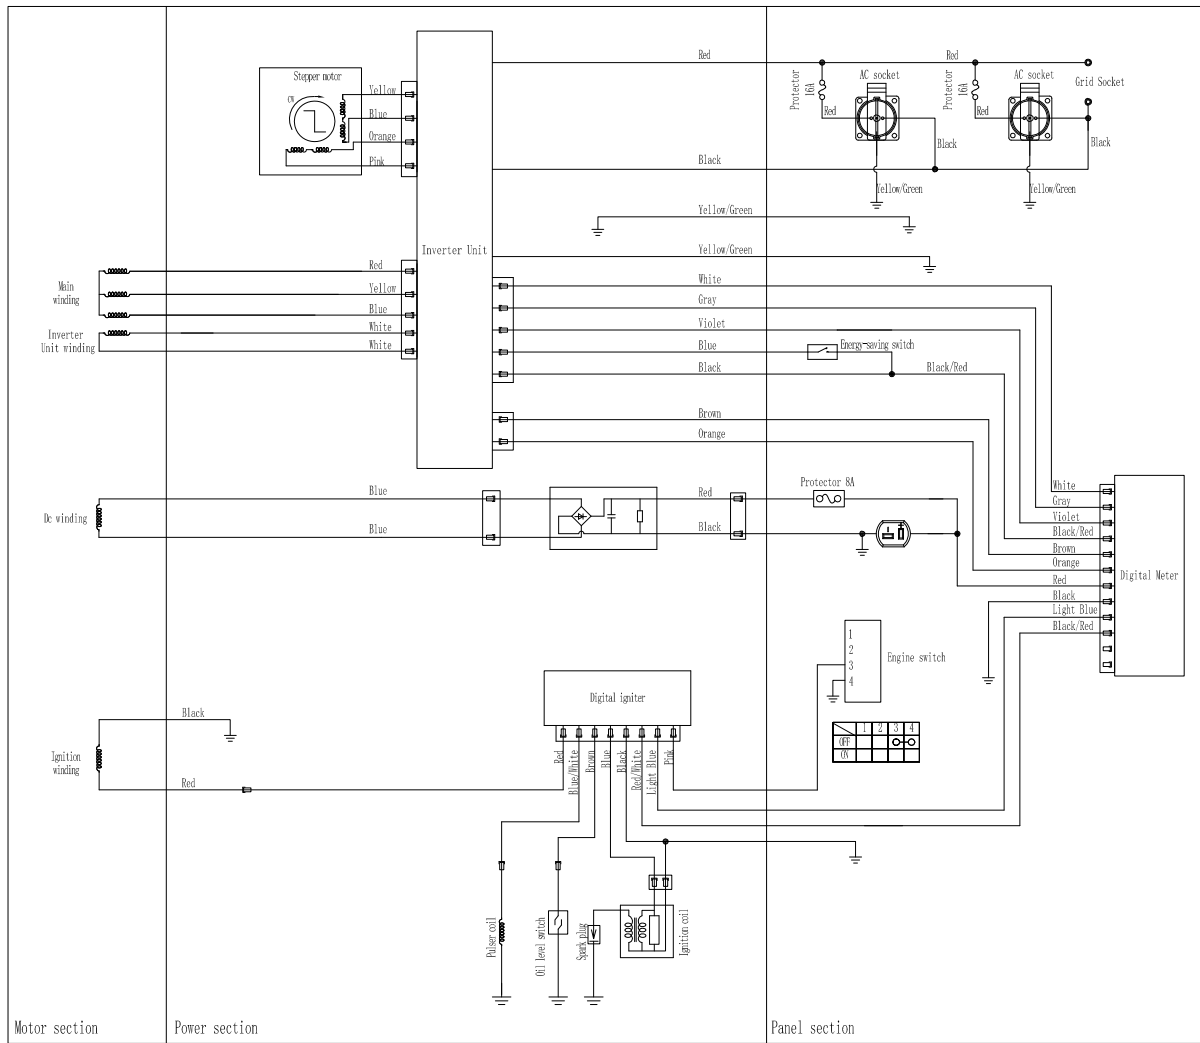 Stepper motor
CW
Yellow
Blue
Orange
Pink
Inverter Unit
Red
Red
Protector
16A
AC socket
Protector
16A
AC socket
Grid Socket
Red
Red
Black
Black
Black
Yellow/Green
Yellow/Green
Yellow/Green
Yellow/Green
Main
winding
Inverter
Unit winding
Red
Yellow
Blue
White
White
White
Gray
Violet
Blue
Energy-saving switch
Black
Black/Red
Brown
Orange
Dc winding
Blue
Blue
Red
Black
Protector 8A
White
Gray
Violet
Black/Red
Brown
Orange
Red
Black
Light Blue
Black/Red
Digital Meter
1
2
3
4
Engine switch
1 2 3 4
OFF
ON
Digital igniter
Red
Blue/White
Brown
Blue
Black
Red/White
Light Blue
Pink
Ignition
winding
Black
Red
Pulser coil
Oil level switch
Spark plug
Ignition coil
Motor section
Power section
Panel section